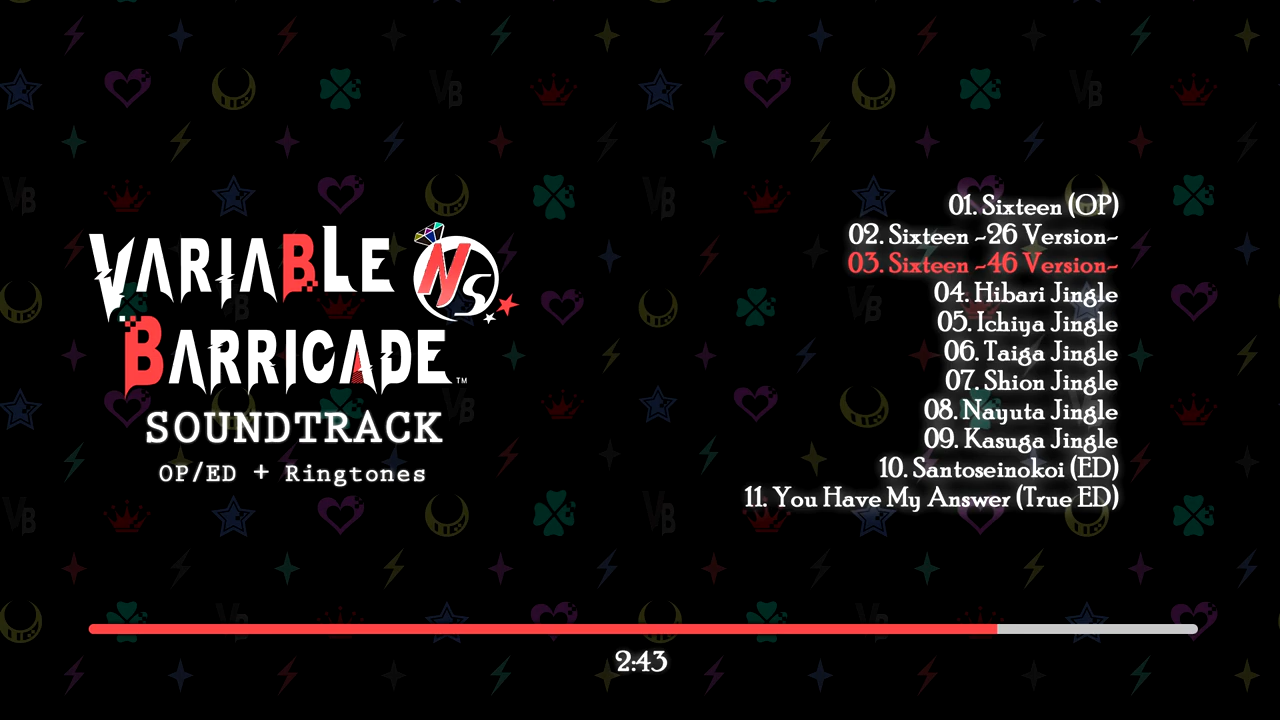 VARIABLE NS
BARRICADE™
SOUNDTRACK
OP/ED + Ringtones
01. Sixteen (OP)
02. Sixteen ~26 Version~
03. Sixteen ~46 Version~
04. Hibari Jingle
05. Ichiya Jingle
06. Taiga Jingle
07. Shion Jingle
08. Nayuta Jingle
09. Kasuga Jingle
10. Santoseinokoi (ED)
11. You Have My Answer (True ED)
2:43